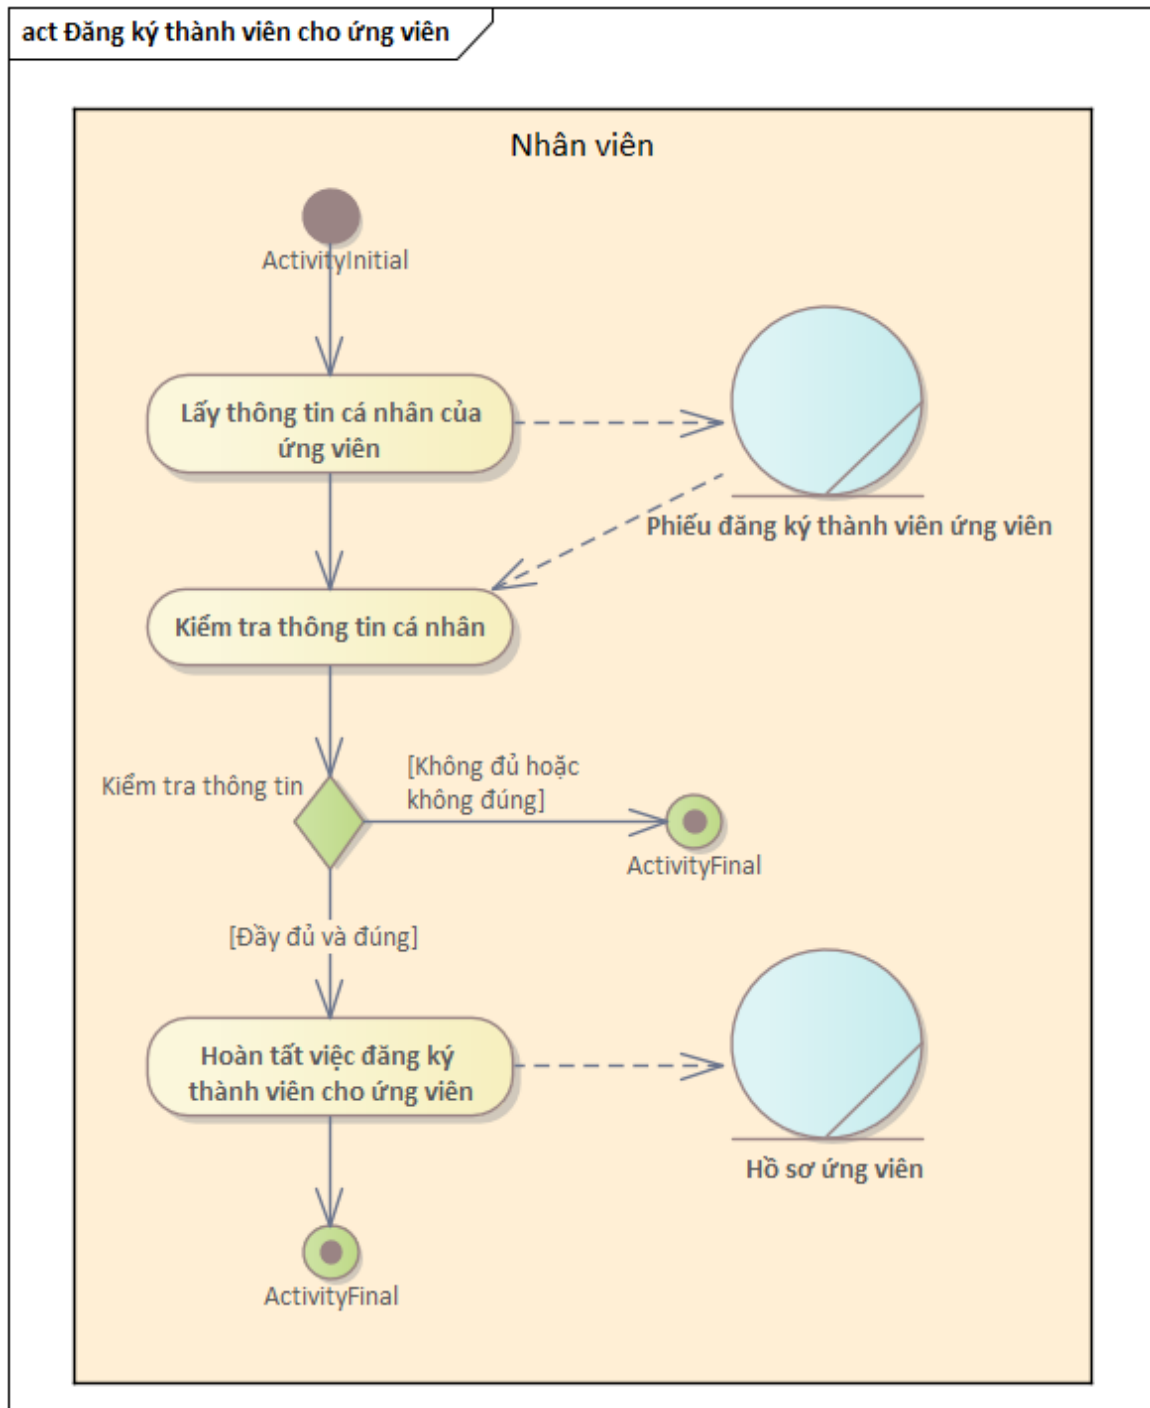 act Đăng ký thành viên cho ứng viên
Nhân viên
ActivityInitial
Lấy thông tin cá nhân của
ứng viên
Phiếu đăng ký thành viên ứng viên
Kiểm tra thông tin cá nhân
Kiểm tra thông tin
[Không đủ hoặc
không đúng]
ActivityFinal
[Đầy đủ và đúng]
Hoàn tất việc đăng ký
thành viên cho ứng viên
Hồ sơ ứng viên
ActivityFinal